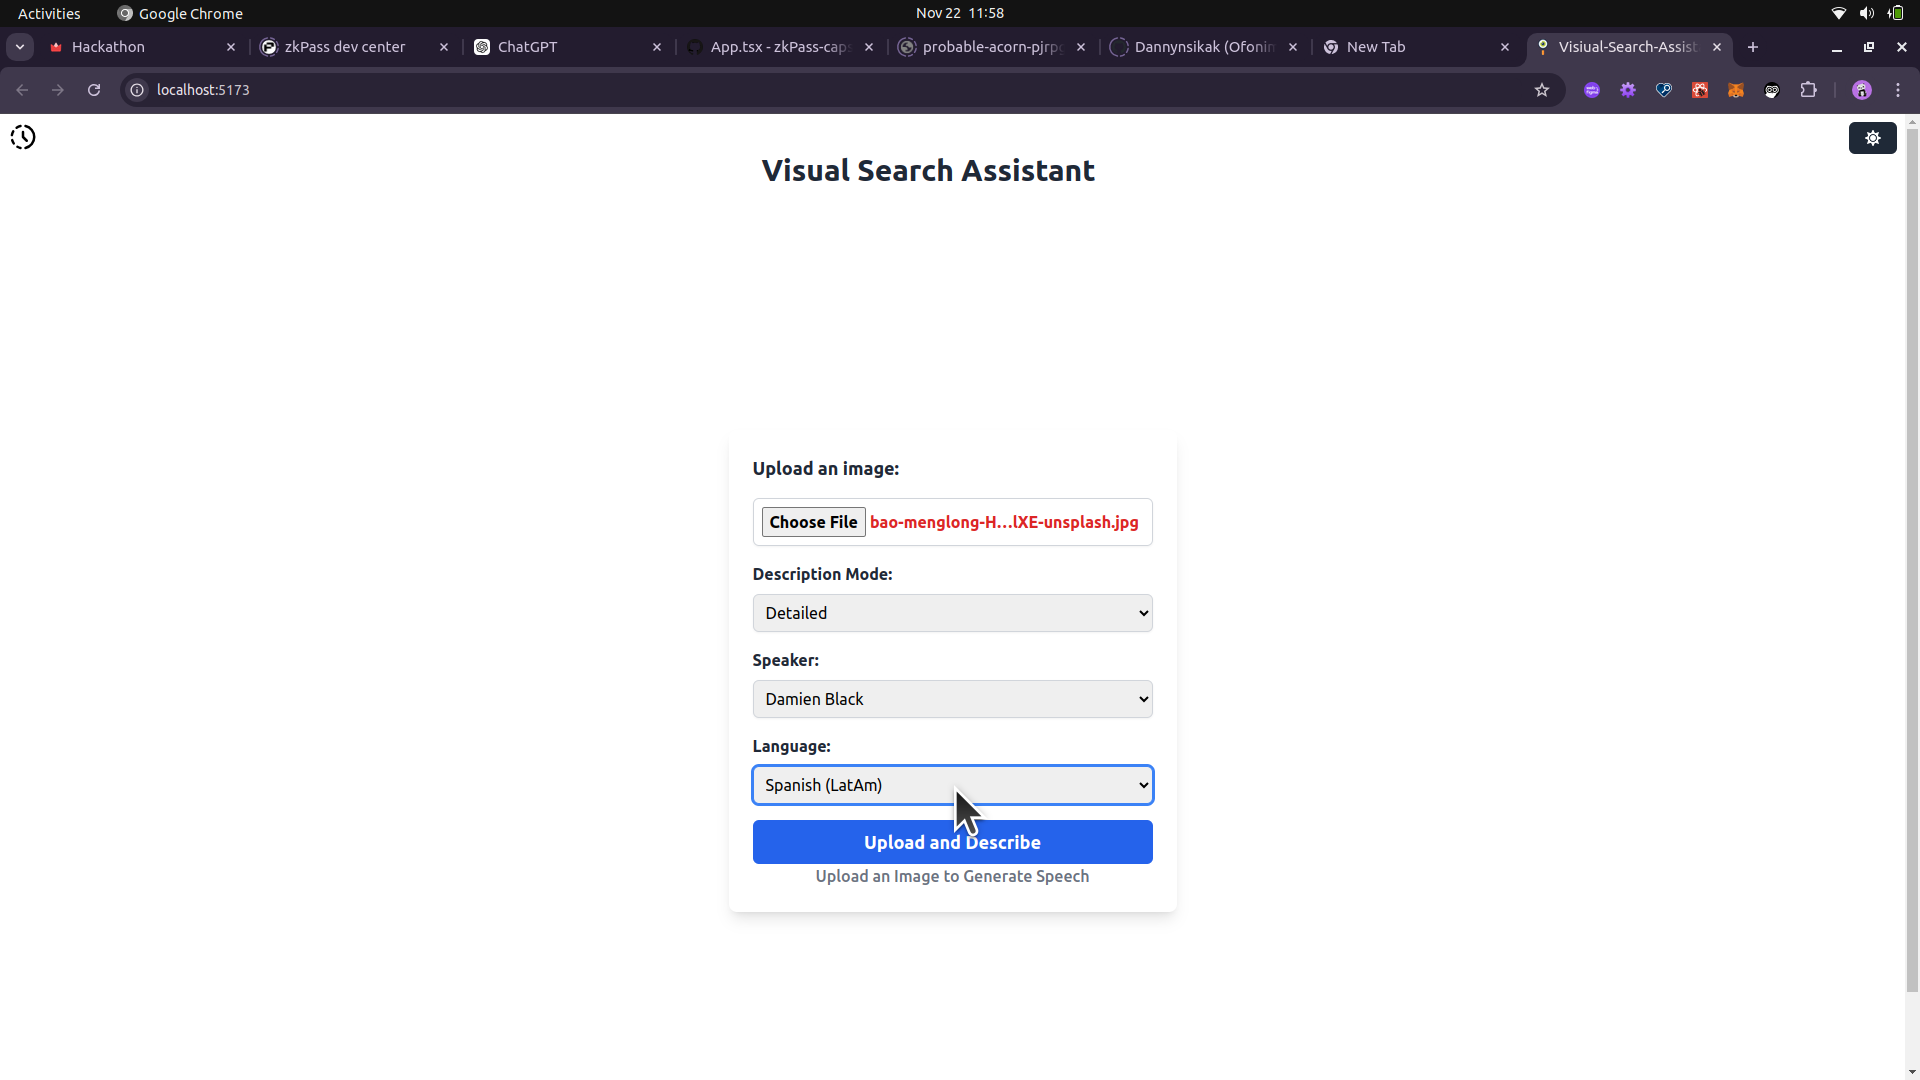 Activities Google Chrome Nov 22 11:58
Hackathon zkPass dev center ChatGPT App.tsx - zkPass-caps probable-acorn-pjrpg Dannynsikak (Ofonim New Tab Visiual-Search-Assist
localhost:5173
Visual Search Assistant
Upload an image:
Choose File bao-menglong-H...lXE-unsplash.jpg
Description Mode:
Detailed
Speaker:
Damien Black
Language:
Spanish (LatAm)
Upload and Describe
Upload an Image to Generate Speech